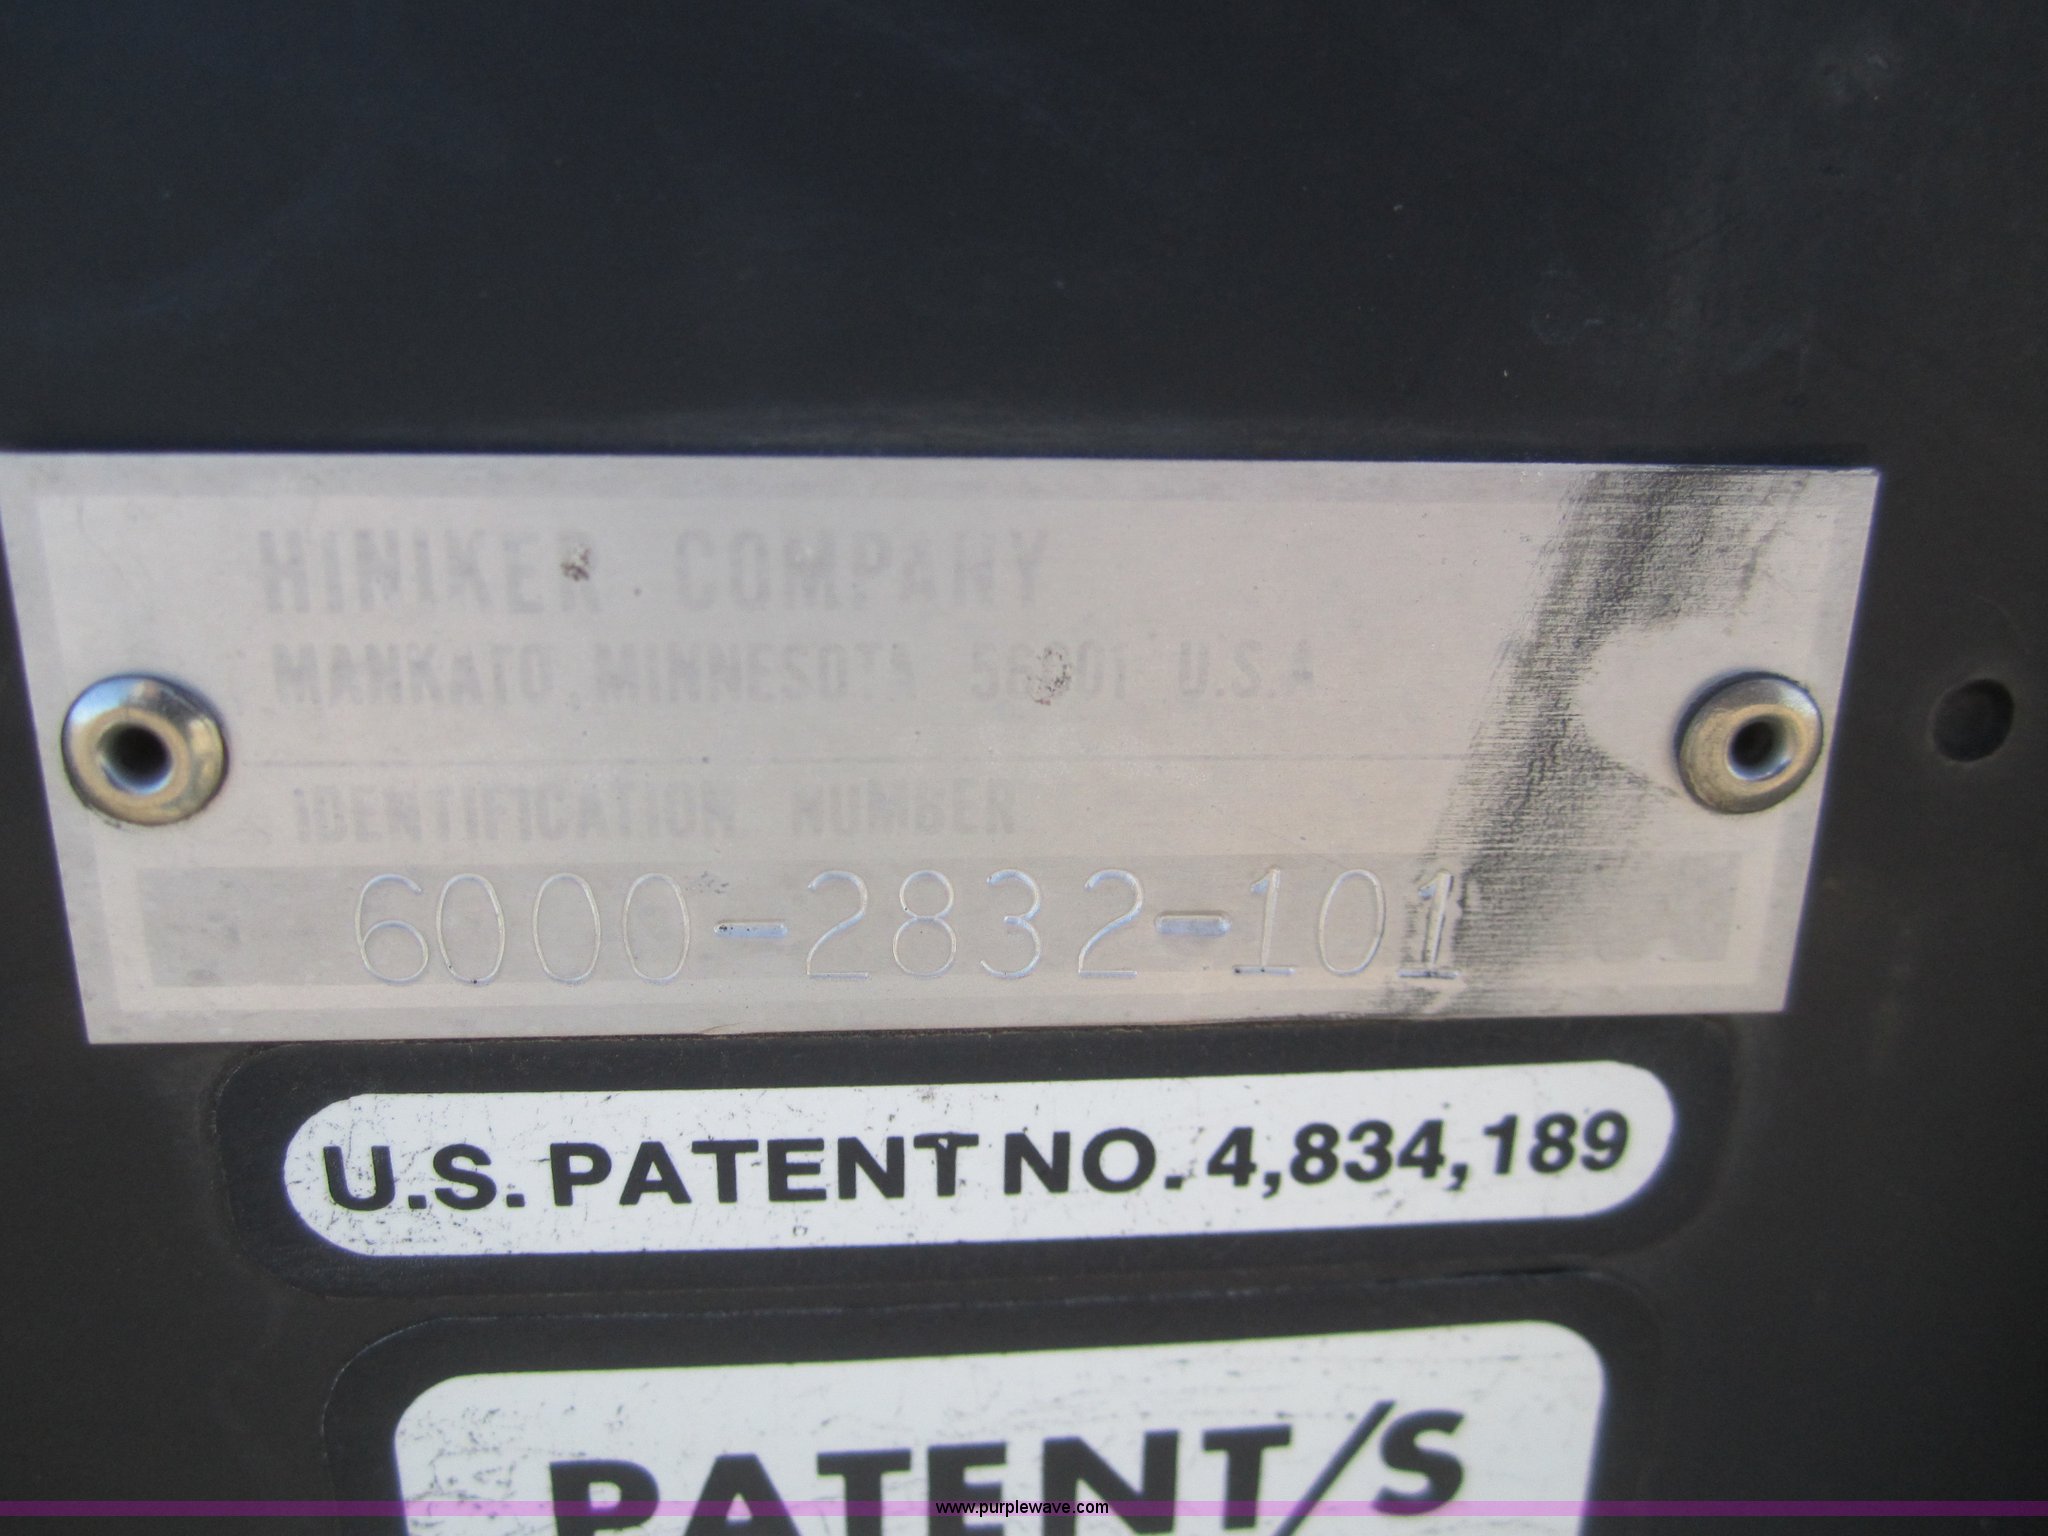 HINIKER COMPANY
MANKATO, MINNESOTA 56001 U.S.A
IDENTIFICATION NUMBER
6000-2832-101
U.S. PATENT NO. 4,834,189
PATENT/S
www.purplewave.com